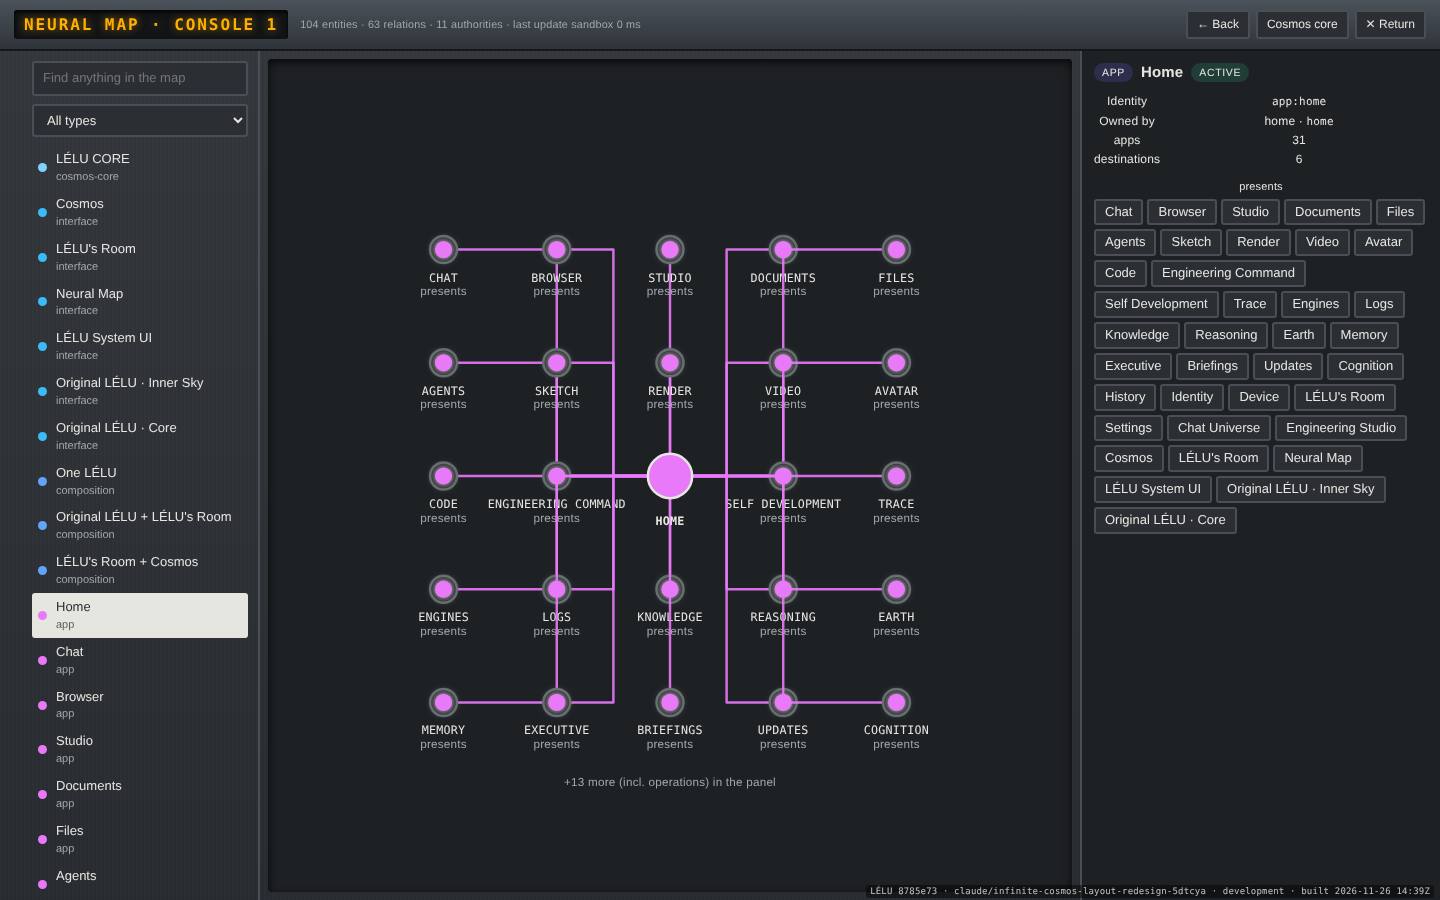 NEURAL MAP · CONSOLE 1
104 entities · 63 relations · 11 authorities · last update sandbox 0 ms
← Back
Cosmos core
✕ Return
Find anything in the map
All types
LÉLU CORE
cosmos-core
Cosmos
interface
LÉLU's Room
interface
Neural Map
interface
LÉLU System UI
interface
Original LÉLU · Inner Sky
interface
Original LÉLU · Core
interface
One LÉLU
composition
Original LÉLU + LÉLU's Room
composition
LÉLU's Room + Cosmos
composition
Home
app
Chat
app
Browser
app
Studio
app
Documents
app
Files
app
Agents
CHAT BROWSER STUDIO DOCUMENTS FILES
presents presents presents presents presents
AGENTS SKETCH RENDER VIDEO AVATAR
presents presents presents presents presents
CODE ENGINEERING COMMAND SELF DEVELOPMENT TRACE
presents presents presents presents
HOME
ENGINES LOGS KNOWLEDGE REASONING EARTH
presents presents presents presents presents
MEMORY EXECUTIVE BRIEFINGS UPDATES COGNITION
presents presents presents presents presents
+13 more (incl. operations) in the panel
APP Home ACTIVE
Identity app:home
Owned by home · home
apps 31
destinations 6
presents
Chat Browser Studio Documents Files
Agents Sketch Render Video Avatar
Code Engineering Command
Self Development Trace Engines Logs
Knowledge Reasoning Earth Memory
Executive Briefings Updates Cognition
History Identity Device LÉLU's Room
Settings Chat Universe Engineering Studio
Cosmos LÉLU's Room Neural Map
LÉLU System UI Original LÉLU · Inner Sky
Original LÉLU · Core
LÉLU 8785e73 · claude/infinite-cosmos-layout-redesign-5dtcya · development · built 2026-11-26 14:39Z